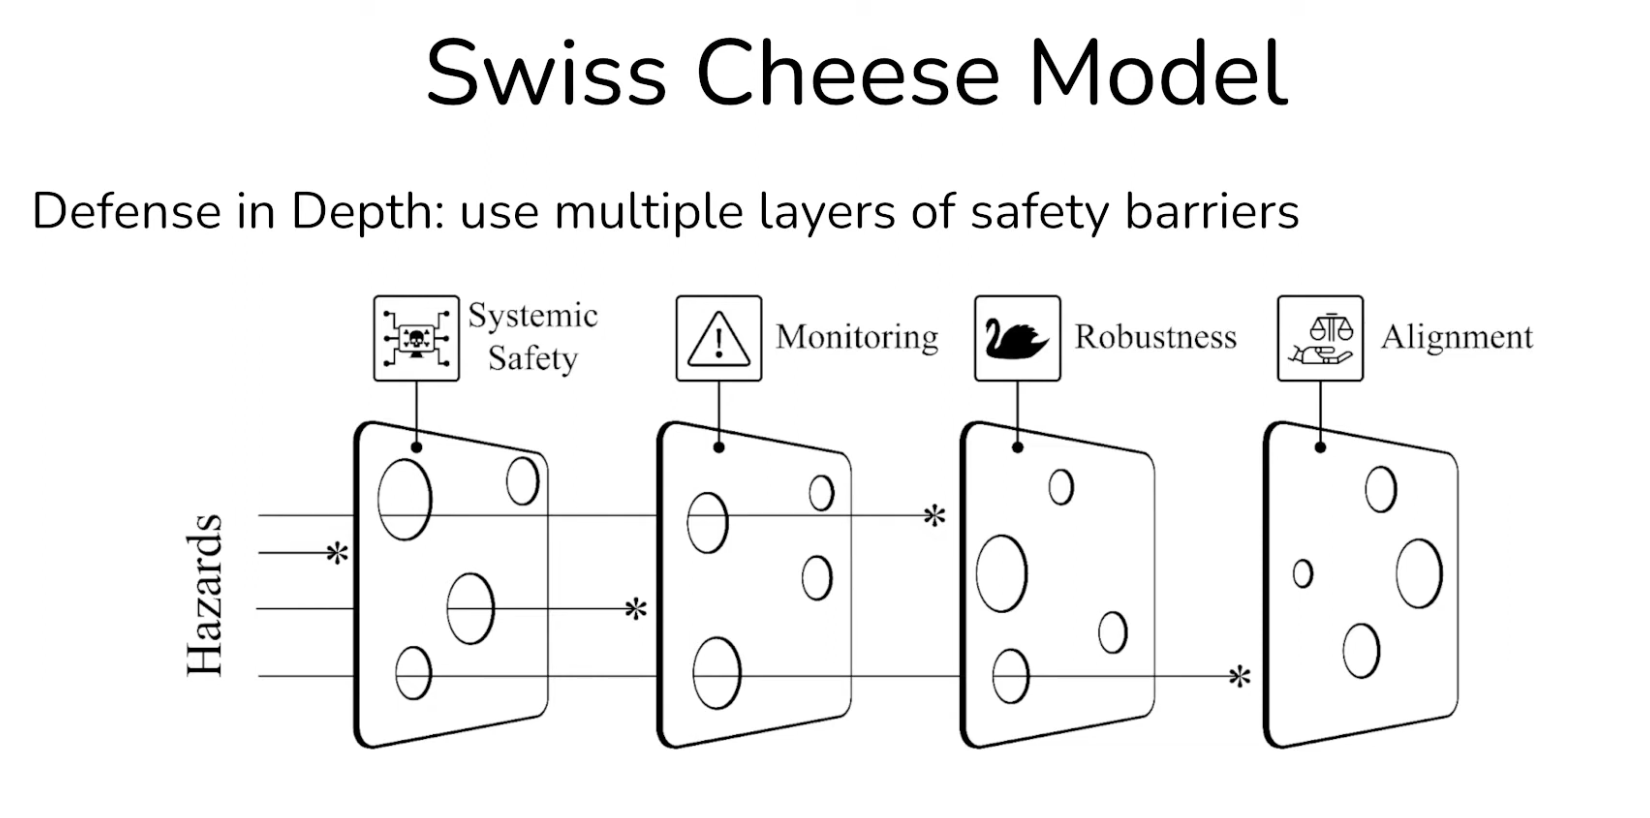 Swiss Cheese Model
Defense in Depth: use multiple layers of safety barriers
Systemic
Safety
Monitoring
Robustness
Alignment
Hazards